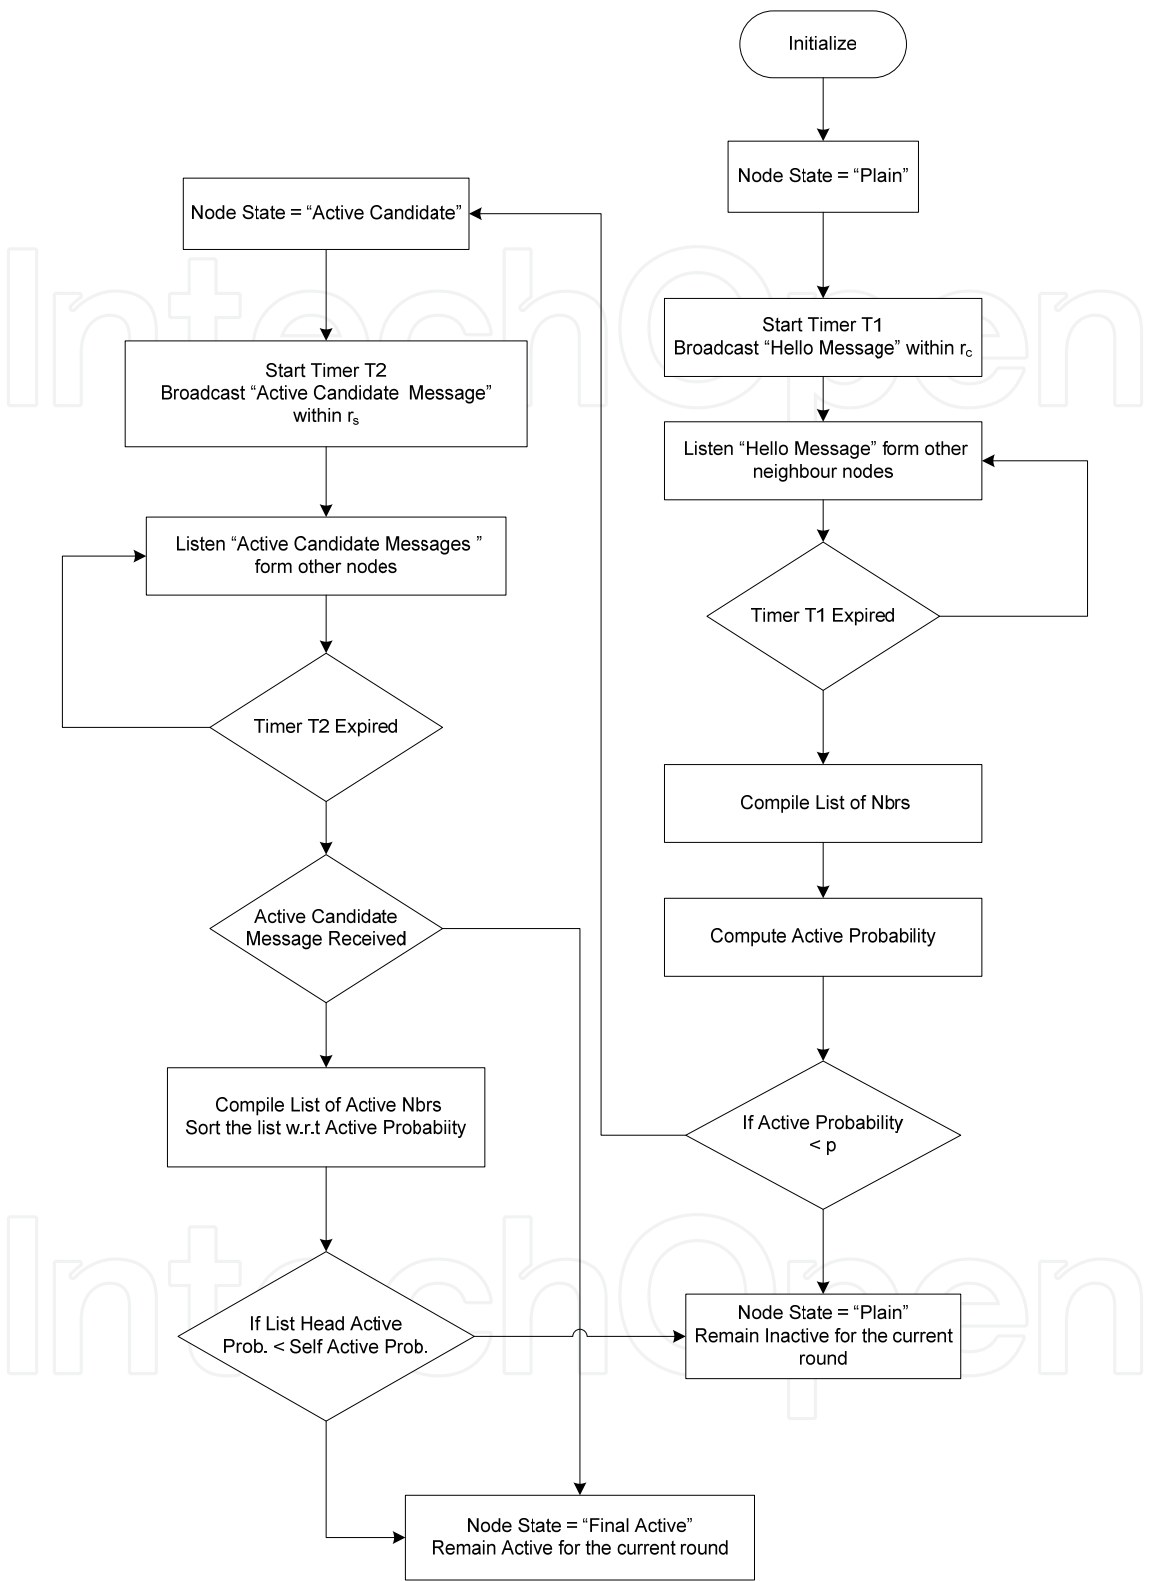 Initialize
Node State = “Plain”
Start Timer T1
Broadcast “Hello Message” within rc
Listen “Hello Message” form other
neighbour nodes
Timer T1 Expired
Compile List of Nbrs
Compute Active Probability
If Active Probability
< p
Node State = “Plain”
Remain Inactive for the current
round
Node State = “Active Candidate”
Start Timer T2
Broadcast “Active Candidate Message”
within rs
Listen “Active Candidate Messages ”
form other nodes
Timer T2 Expired
Active Candidate
Message Received
Compile List of Active Nbrs
Sort the list w.r.t Active Probabiity
If List Head Active
Prob. < Self Active Prob.
Node State = “Final Active”
Remain Active for the current round
IntechOpen
IntechOpen